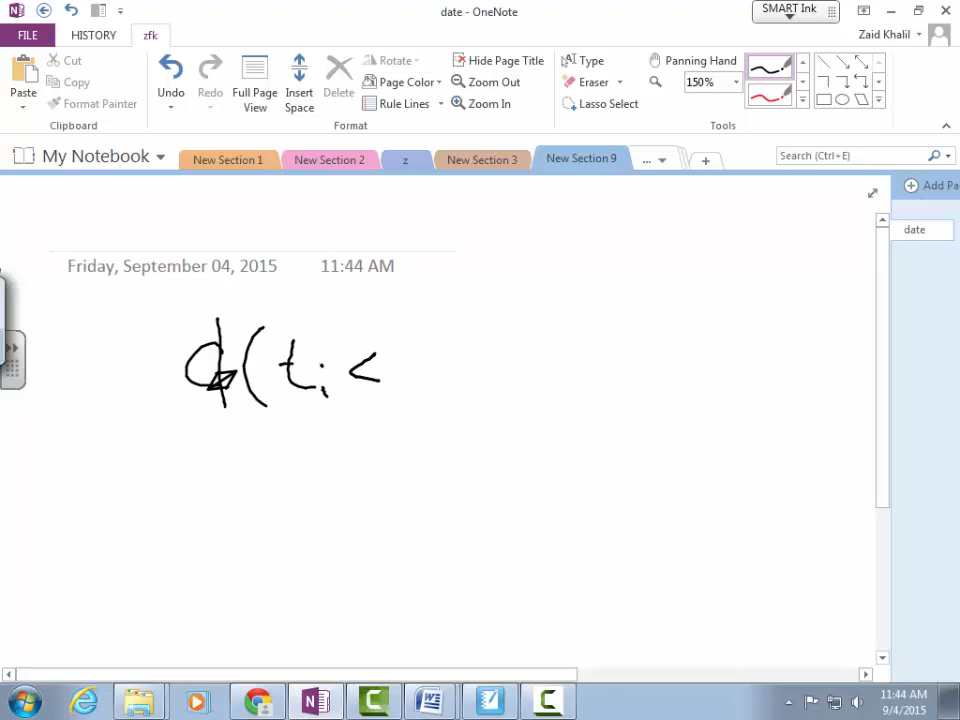 date - OneNote
SMART Ink
FILE HISTORY zfk
Zaid Khalil
Paste
Cut
Copy
Format Painter
Clipboard
Undo Redo Full Page View Insert Space Delete
Rotate
Page Color
Rule Lines
Format
Hide Page Title
Zoom Out
Zoom In
Type
Eraser
Lasso Select
Panning Hand
150%
Tools
My Notebook New Section 1 New Section 2 z New Section 3 New Section 9 ... +
Search (Ctrl+E)
Add Pa
date
Friday, September 04, 2015 11:44 AM
( t; <
11:44 AM
9/4/2015